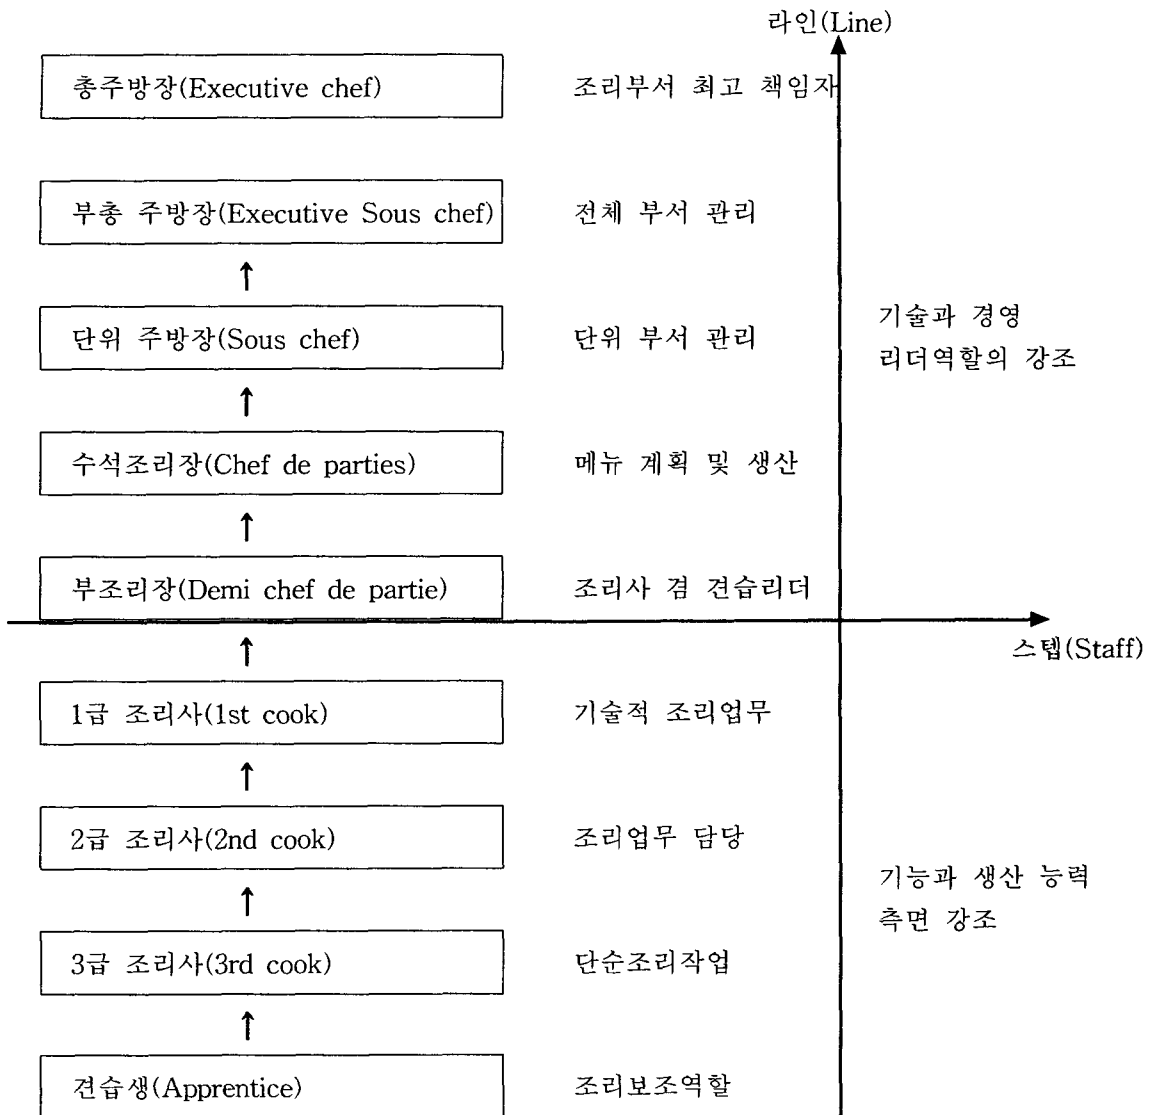 라인(Line)
총주방장(Executive chef) 조리부서 최고 책임자
부총 주방장(Executive Sous chef) 전체 부서 관리
단위 주방장(Sous chef) 단위 부서 관리
기술과 경영
리더역할의 강조
수석조리장(Chef de parties) 메뉴 계획 및 생산
부조리장(Demi chef de partie) 조리사 겸 견습리더
스텝(Staff)
1급 조리사(1st cook) 기술적 조리업무
2급 조리사(2nd cook) 조리업무 담당
기능과 생산 능력
측면 강조
3급 조리사(3rd cook) 단순조리작업
견습생(Apprentice) 조리보조역할